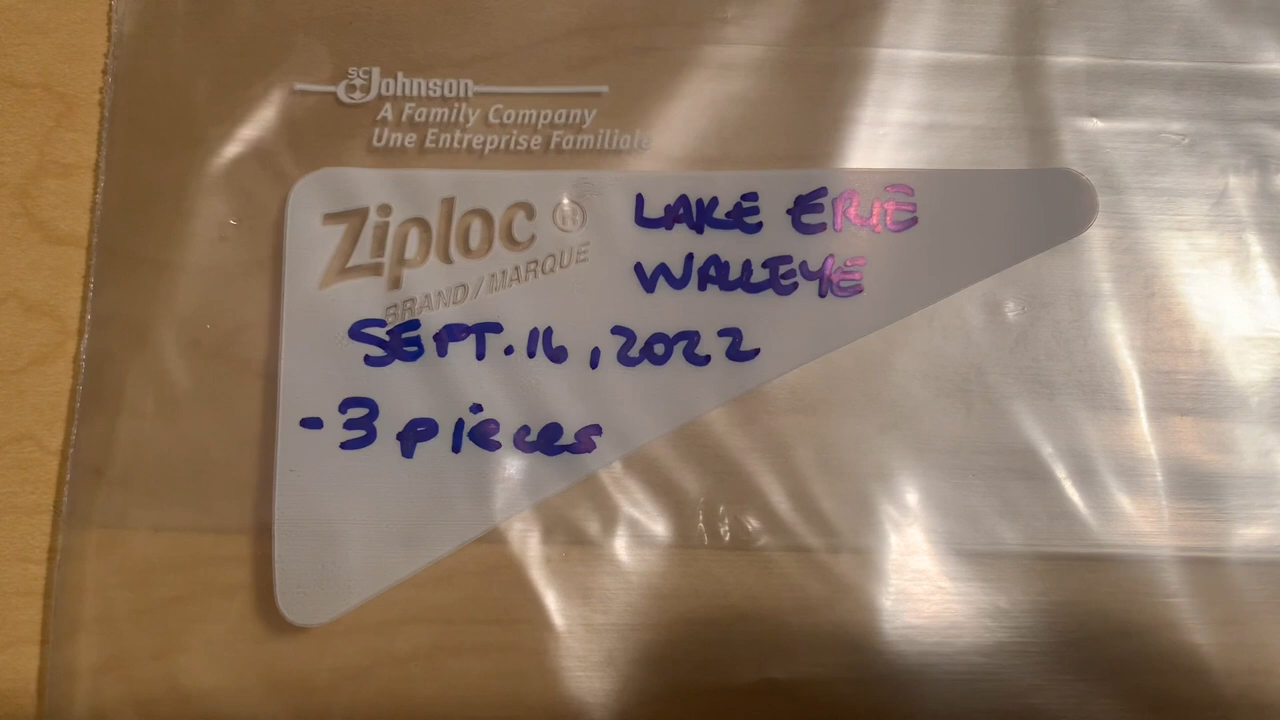 SC Johnson
A Family Company
Une Entreprise Familiale
Ziploc ®
BRAND/MARQUE
LAKE ERIE
WALLEYE
SEPT. 16, 2022
- 3 pieces